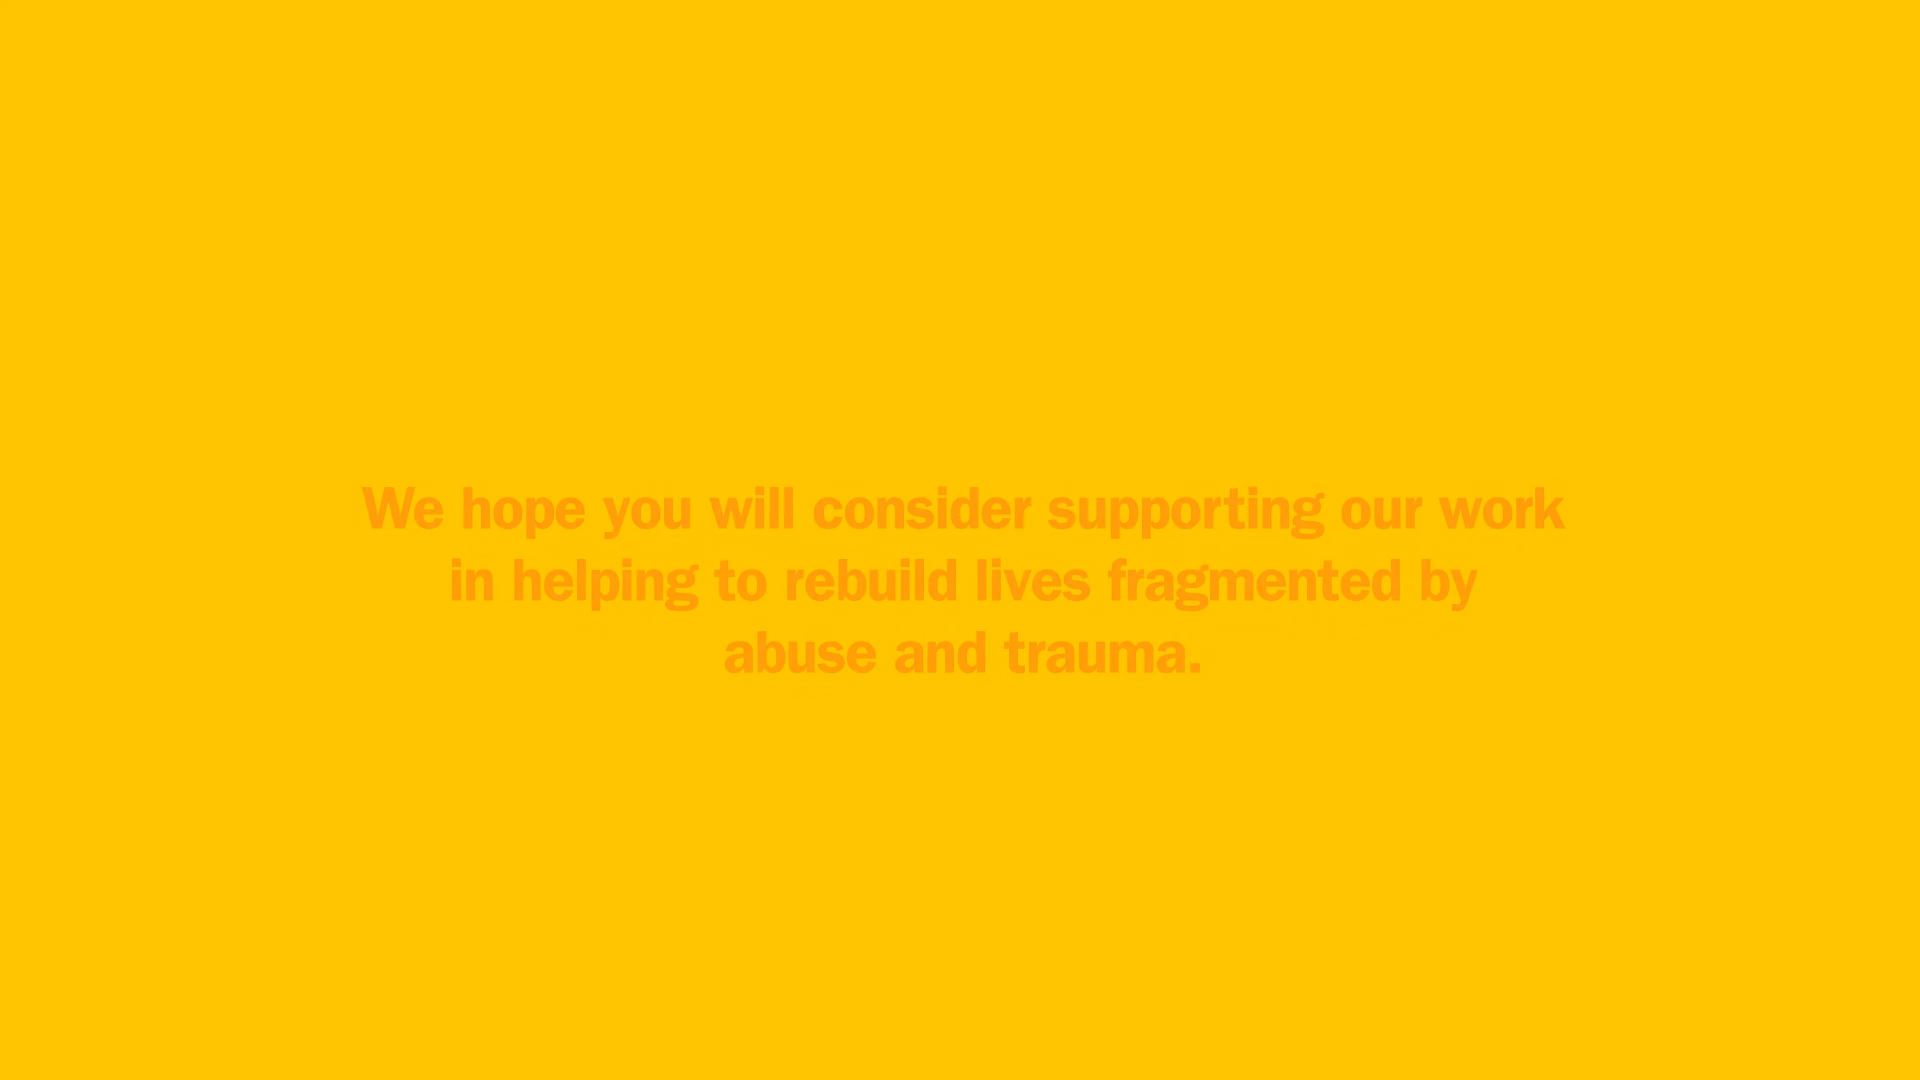 We hope you will consider supporting our work
in helping to rebuild lives fragmented by
abuse and trauma.